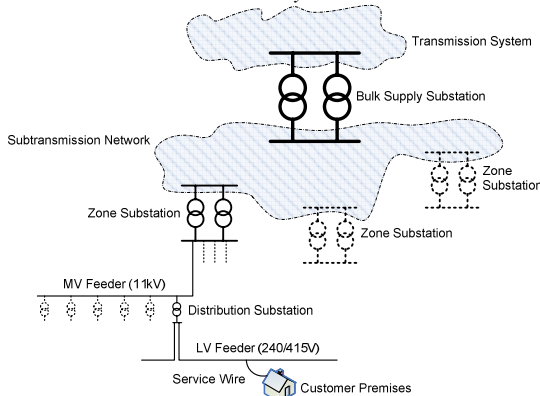 Transmission System
Bulk Supply Substation
Subtransmission Network
Zone
Substation
Zone Substation
Zone Substation
MV Feeder (11kV)
Distribution Substation
LV Feeder (240/415V)
Service Wire
Customer Premises